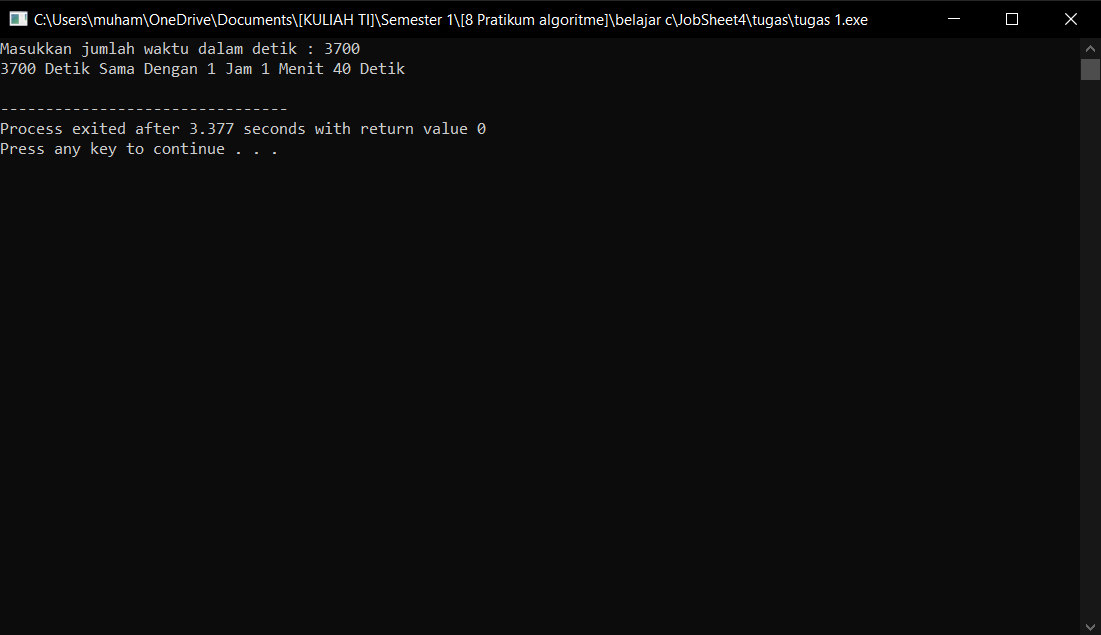 C:\Users\muham\OneDrive\Documents\[KULIAH TI]\Semester 1\[8 Pratikum algoritme]\belajar c\JobSheet4\tugas\tugas 1.exe
Masukkan jumlah waktu dalam detik : 3700
3700 Detik Sama Dengan 1 Jam 1 Menit 40 Detik
--------------------------------
Process exited after 3.377 seconds with return value 0
Press any key to continue . . .